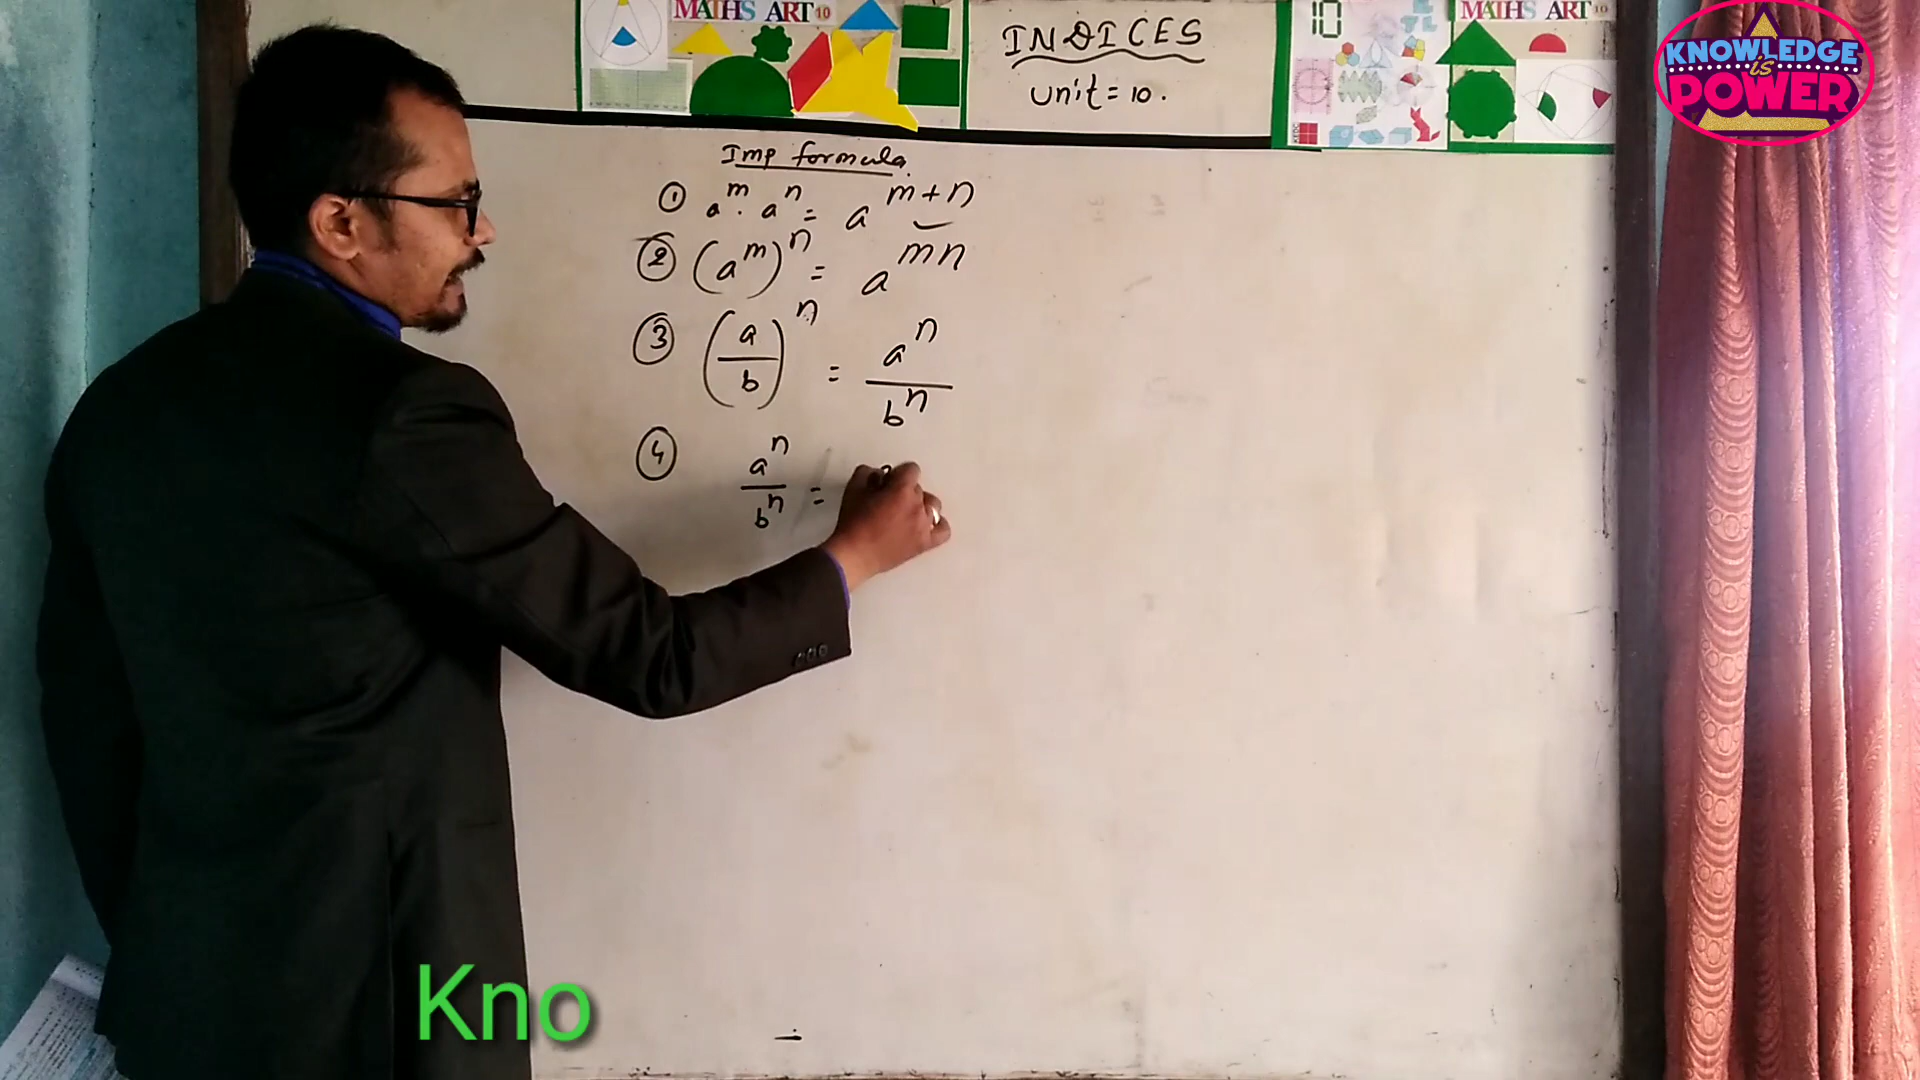 MATHS ART 10
INDICES
unit = 10.
10
MATHS ART 10
KNOWLEDGE
is
POWER
Imp formula.
① a^m . a^n = a^(m+n)
② (a^m)^n = a^(mn)
③ (a/b)^n = a^n/b^n
④ a^n/b^n =
Kno